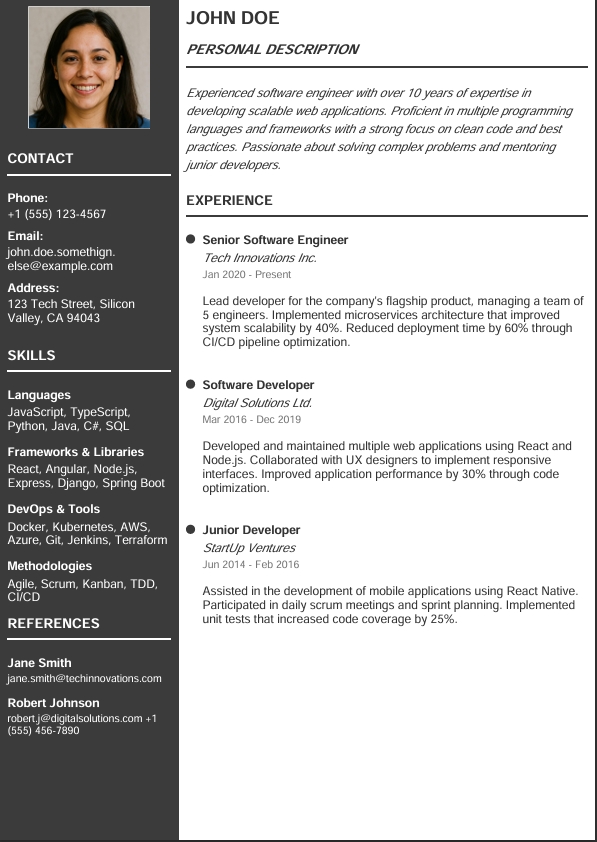 CONTACT
Phone:
+1 (555) 123-4567
Email:
john.doe.somethign.
else@example.com
Address:
123 Tech Street, Silicon
Valley, CA 94043
SKILLS
Languages
JavaScript, TypeScript,
Python, Java, C#, SQL
Frameworks & Libraries
React, Angular, Node.js,
Express, Django, Spring Boot
DevOps & Tools
Docker, Kubernetes, AWS,
Azure, Git, Jenkins, Terraform
Methodologies
Agile, Scrum, Kanban, TDD,
CI/CD
REFERENCES
Jane Smith
jane.smith@techinnovations.com
Robert Johnson
robert.j@digitalsolutions.com +1
(555) 456-7890
JOHN DOE
PERSONAL DESCRIPTION
Experienced software engineer with over 10 years of expertise in
developing scalable web applications. Proficient in multiple programming
languages and frameworks with a strong focus on clean code and best
practices. Passionate about solving complex problems and mentoring
junior developers.
EXPERIENCE
Senior Software Engineer
Tech Innovations Inc.
Jan 2020 - Present
Lead developer for the company's flagship product, managing a team of
5 engineers. Implemented microservices architecture that improved
system scalability by 40%. Reduced deployment time by 60% through
CI/CD pipeline optimization.
Software Developer
Digital Solutions Ltd.
Mar 2016 - Dec 2019
Developed and maintained multiple web applications using React and
Node.js. Collaborated with UX designers to implement responsive
interfaces. Improved application performance by 30% through code
optimization.
Junior Developer
StartUp Ventures
Jun 2014 - Feb 2016
Assisted in the development of mobile applications using React Native.
Participated in daily scrum meetings and sprint planning. Implemented
unit tests that increased code coverage by 25%.